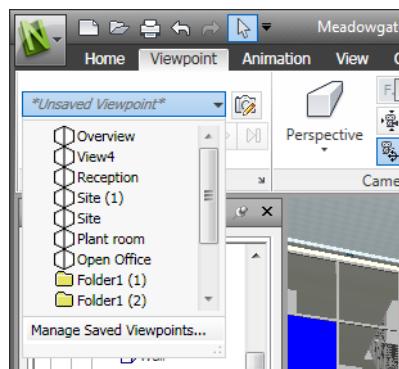 Meadowgat
Home Viewpoint Animation View
*Unsaved Viewpoint*
Overview
View4
Reception
Site (1)
Site
Plant room
Open Office
Folder1 (1)
Folder1 (2)
Manage Saved Viewpoints...
Perspective
F.
Came